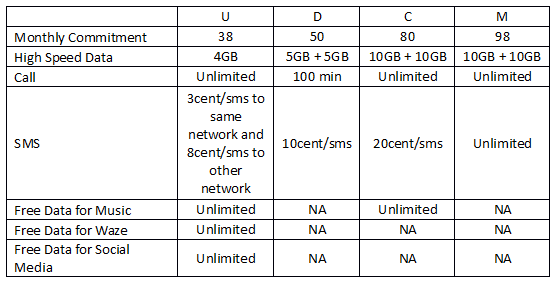 U D C M
Monthly Commitment 38 50 80 98
High Speed Data 4GB 5GB + 5GB 10GB + 10GB 10GB + 10GB
Call Unlimited 100 min Unlimited Unlimited
SMS 3cent/sms to
same
network and
8cent/sms to
other
network 10cent/sms 20cent/sms Unlimited
Free Data for Music Unlimited NA Unlimited NA
Free Data for Waze Unlimited NA NA NA
Free Data for Social
Media Unlimited NA NA NA